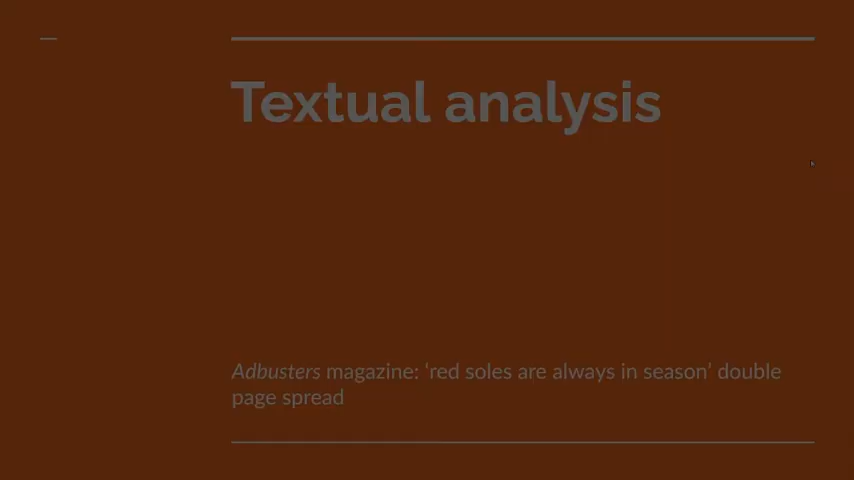 Textual analysis
Adbusters magazine: ‘red soles are always in season’ double
page spread